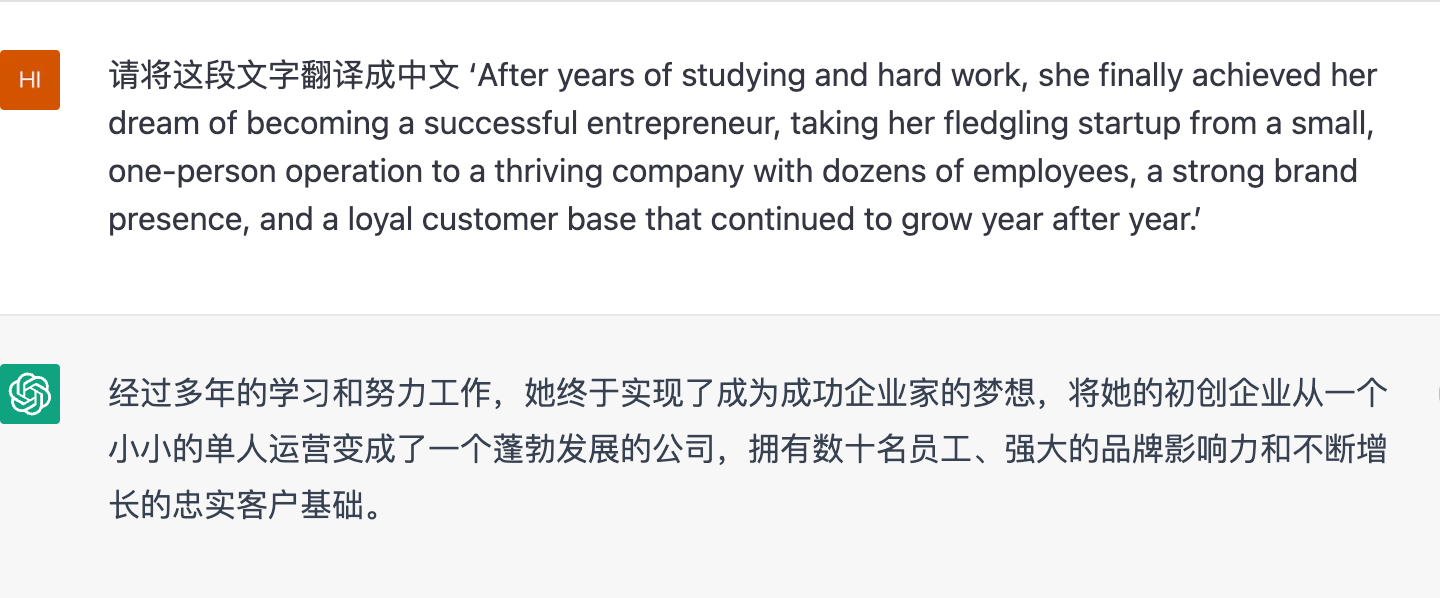 HI
请将这段文字翻译成中文 ‘After years of studying and hard work, she finally achieved her
dream of becoming a successful entrepreneur, taking her fledgling startup from a small,
one-person operation to a thriving company with dozens of employees, a strong brand
presence, and a loyal customer base that continued to grow year after year.’
经过多年的学习和努力工作，她终于实现了成为成功企业家的梦想，将她的初创企业从一个
小小的单人运营变成了一个蓬勃发展的公司，拥有数十名员工、强大的品牌影响力和不断增
长的忠实客户基础。